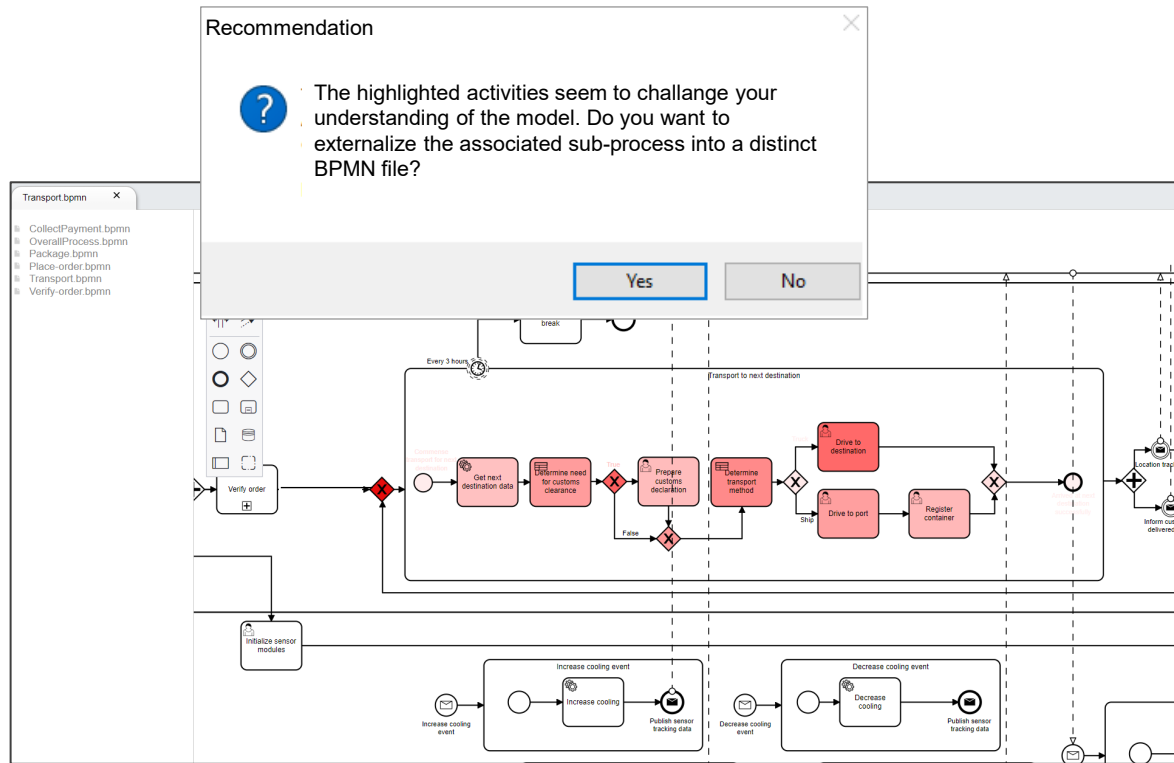 Recommendation
The highlighted activities seem to challange your
understanding of the model. Do you want to
externalize the associated sub-process into a distinct
BPMN file?
Yes
No
Transport.bpmn
CollectPayment.bpmn
OverallProcess.bpmn
Package.bpmn
Place-order.bpmn
Transport.bpmn
Verify-order.bpmn
break
Every 3 hours
Transport to next destination
Get next
destination data
Determine need
for customs
clearance
True
Prepare
customs
declaration
False
Determine
transport
method
Drive to
destination
Ship
Drive to port
Register
container
Verify order
Location trac
Inform cus
delivered
Initialize sensor
modules
Increase cooling event
Increase cooling
event
Increase cooling
Publish sensor
tracking data
Decrease cooling event
Decrease cooling
event
Decrease
cooling
Publish sensor
tracking data